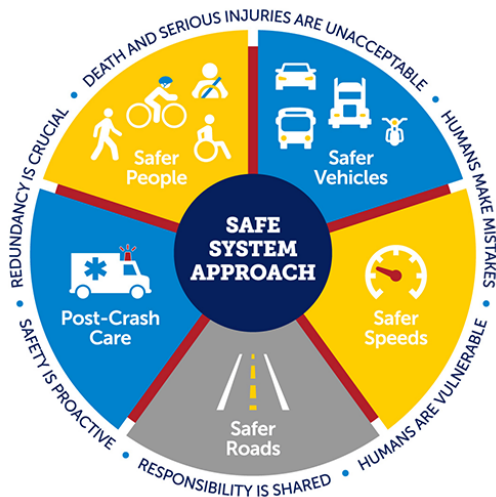 DEATH AND SERIOUS INJURIES ARE UNACCEPTABLE
HUMANS MAKE MISTAKES
HUMANS ARE VULNERABLE
RESPONSIBILITY IS SHARED
SAFETY IS PROACTIVE
REDUNDANCY IS CRUCIAL
Safer
People
Safer
Vehicles
SAFE
SYSTEM
APPROACH
Post-Crash
Care
Safer
Speeds
Safer
Roads